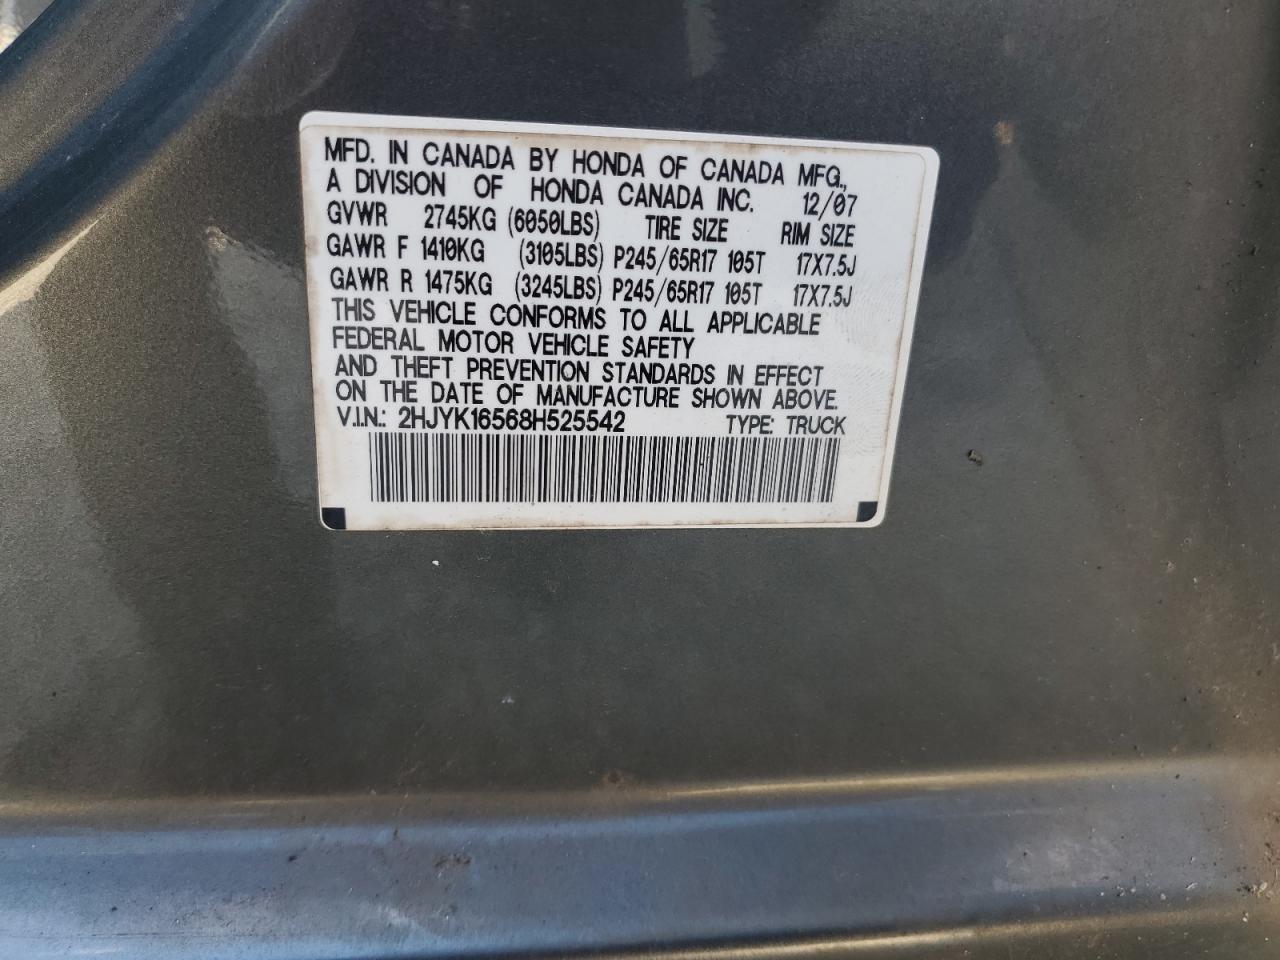 MFD. IN CANADA BY HONDA OF CANADA MFG.,
A DIVISION OF HONDA CANADA INC. 12/07
GVWR 2745KG (6050LBS) TIRE SIZE RIM SIZE
GAWR F 1410KG (3105LBS) P245/65R17 105T 17X7.5J
GAWR R 1475KG (3245LBS) P245/65R17 105T 17X7.5J
THIS VEHICLE CONFORMS TO ALL APPLICABLE
FEDERAL MOTOR VEHICLE SAFETY
AND THEFT PREVENTION STANDARDS IN EFFECT
ON THE DATE OF MANUFACTURE SHOWN ABOVE.
V.I.N.: 2HJYK16568H525542 TYPE: TRUCK